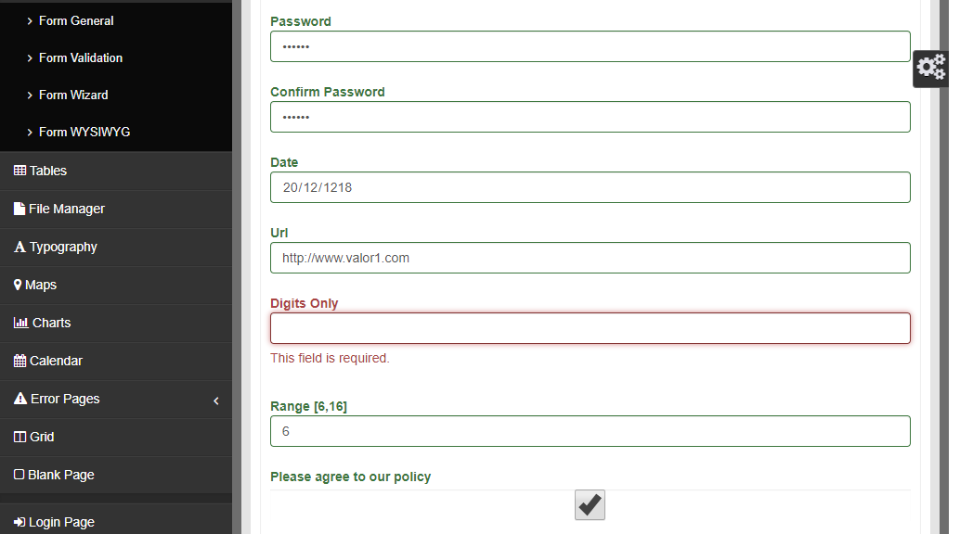 Form General
Form Validation
Form Wizard
Form WYSIWYG
Tables
File Manager
Typography
Maps
Charts
Calendar
Error Pages
Grid
Blank Page
Login Page
Password
••••••
Confirm Password
••••••
Date
20/12/1218
Url
http://www.valor1.com
Digits Only
This field is required.
Range [6,16]
6
Please agree to our policy